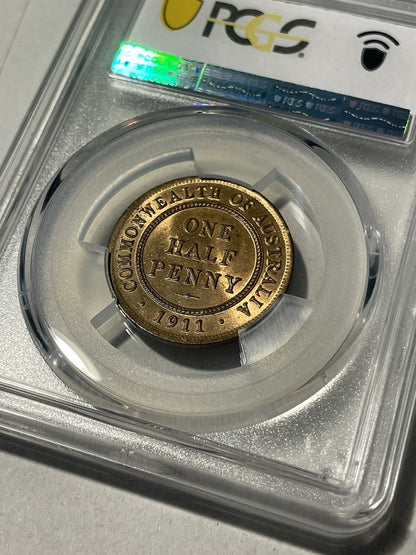 PCGS
COMMONWEALTH OF AUSTRALIA
ONE
HALF
PENNY
· 1911 ·